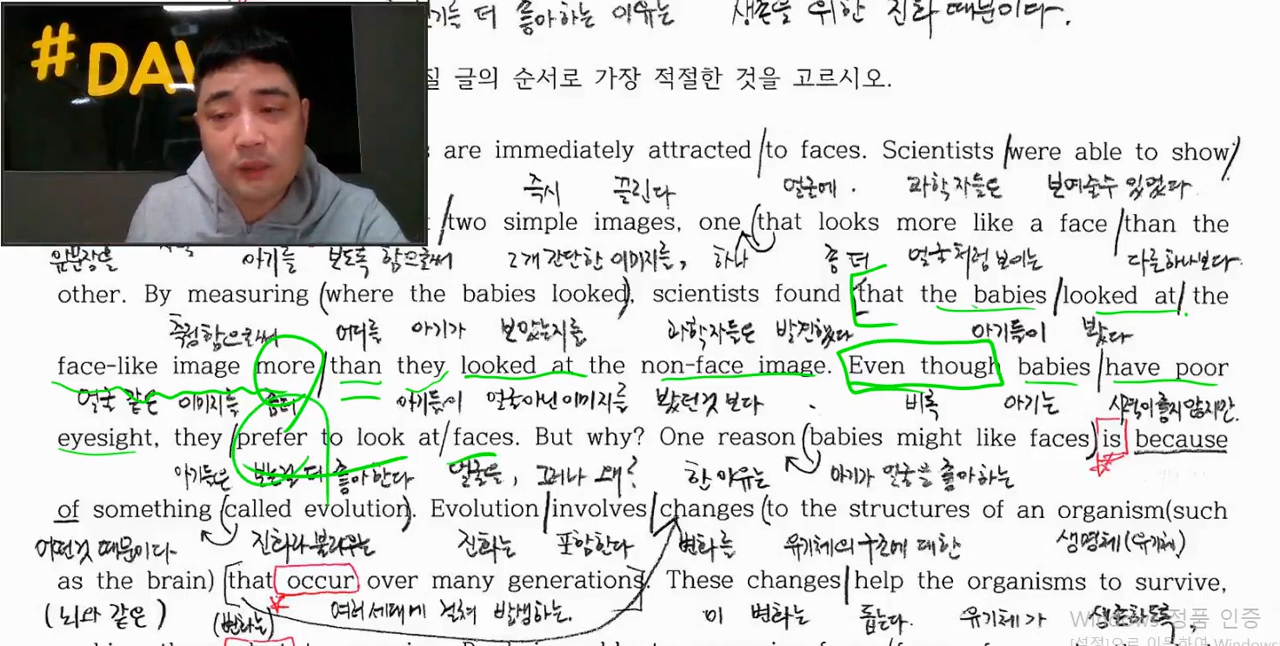 기를 더 좋아하는 이유는 생존을 위한 진화 때문이다.
#DAV
질 글의 순서로 가장 적절한 것을 고르시오.
s are immediately attracted to faces. Scientists were able to show
즉시 끌린다 얼굴에. 과학자들은 보여줄수 있었다
two simple images, one that looks more like a face than the
아기들 보도록 함으로써 2개 간단한 이미지를, 하나 좀 더 얼굴처럼 보이는 다른하나보다.
other. By measuring (where the babies looked), scientists found that the babies looked at the
측정함으로써 어디를 아기가 보았는지를 과학자들은 발견했다 아기들이 봤다
face-like image more than they looked at the non-face image. Even though babies have poor
얼굴 같은 이미지를 좀더 아기들이 얼굴아닌이미지를 봤던것 보다. 비록 아기는 시력이좋지 않지만.
eyesight, they prefer to look at faces. But why? One reason (babies might like faces) is because
아기들은 보는걸 더 좋아한다 얼굴을, 그러나 왜? 한 이유는 아기가 얼굴을 좋아하는
of something (called evolution). Evolution involves changes (to the structures of an organism(such
어떤것 때문이다 진화라 불리우는 진화는 포함한다 변화를 유기체의 구조에 대한 생명체(유기체)
as the brain) [that occur over many generations]. These changes help the organisms to survive,
(뇌와 같은) (변화는) 여러 세대에 걸쳐 발생하는. 이 변화는 돕는다. 유기체가 생존하도록,
Windows 정품 인증
[설정]으로 이동하여 Windows